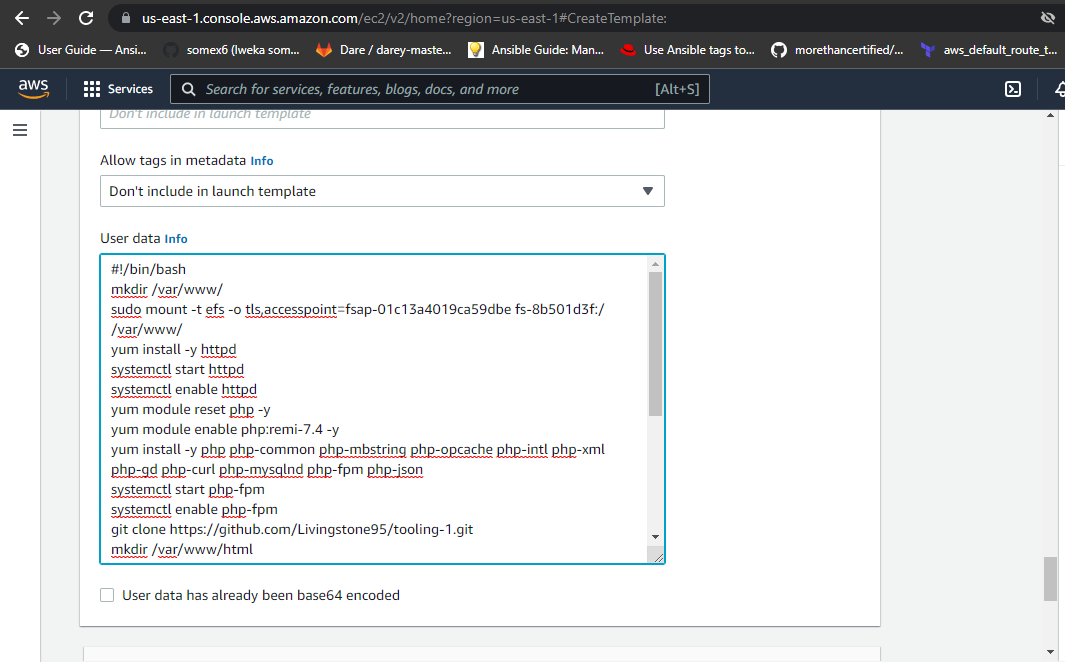 us-east-1.console.aws.amazon.com/ec2/v2/home?region=us-east-1#CreateTemplate:
User Guide — Ansi... somex6 (Iweka som... Dare / darey-maste... Ansible Guide: Man... Use Ansible tags to... morethancertified/... aws_default_route_t...
aws Services Search for services, features, blogs, docs, and more [Alt+S]
Don't include in launch template
Allow tags in metadata Info
Don't include in launch template
User data Info
#!/bin/bash
mkdir /var/www/
sudo mount -t efs -o tls,accesspoint=fsap-01c13a4019ca59dbe fs-8b501d3f:/
/var/www/
yum install -y httpd
systemctl start httpd
systemctl enable httpd
yum module reset php -y
yum module enable php:remi-7.4 -y
yum install -y php php-common php-mbstring php-opcache php-intl php-xml
php-gd php-curl php-mysqlnd php-fpm php-json
systemctl start php-fpm
systemctl enable php-fpm
git clone https://github.com/Livingstone95/tooling-1.git
mkdir /var/www/html
User data has already been base64 encoded